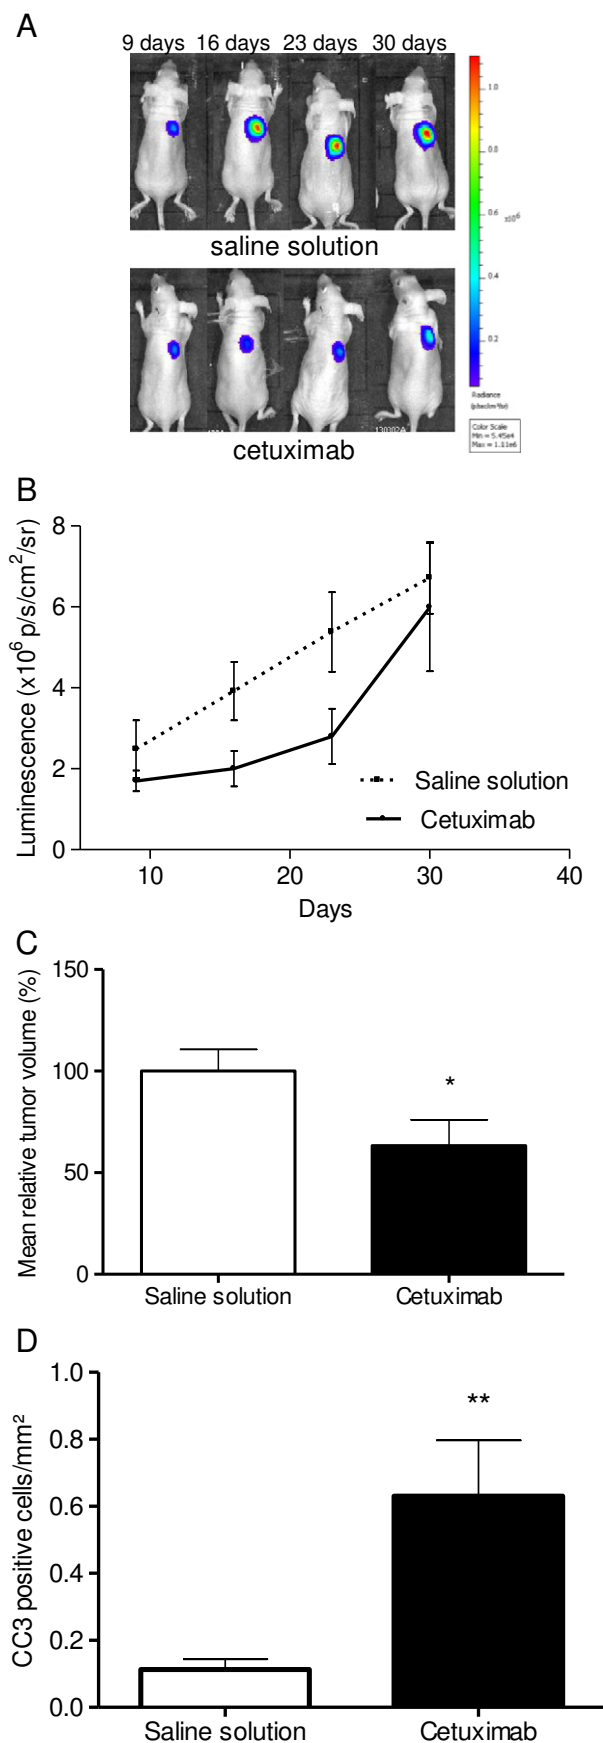 A
9 days 16 days 23 days 30 days
1.0
0.8
0.6
x10⁶
0.4
0.2
saline solution
Radiance
Color Scale
Min = 5.45e4
Max = 1.11e6
130302A
cetuximab
B
Luminescence (x10⁶ p/s/cm²/sr)
8
6
4
2
0
Saline solution
Cetuximab
10 20 30 40
Days
C
Mean relative tumor volume (%)
150
100
50
0
*
Saline solution Cetuximab
D
CC3 positive cells/mm²
1.0
0.8
0.6
0.4
0.2
0.0
**
Saline solution Cetuximab